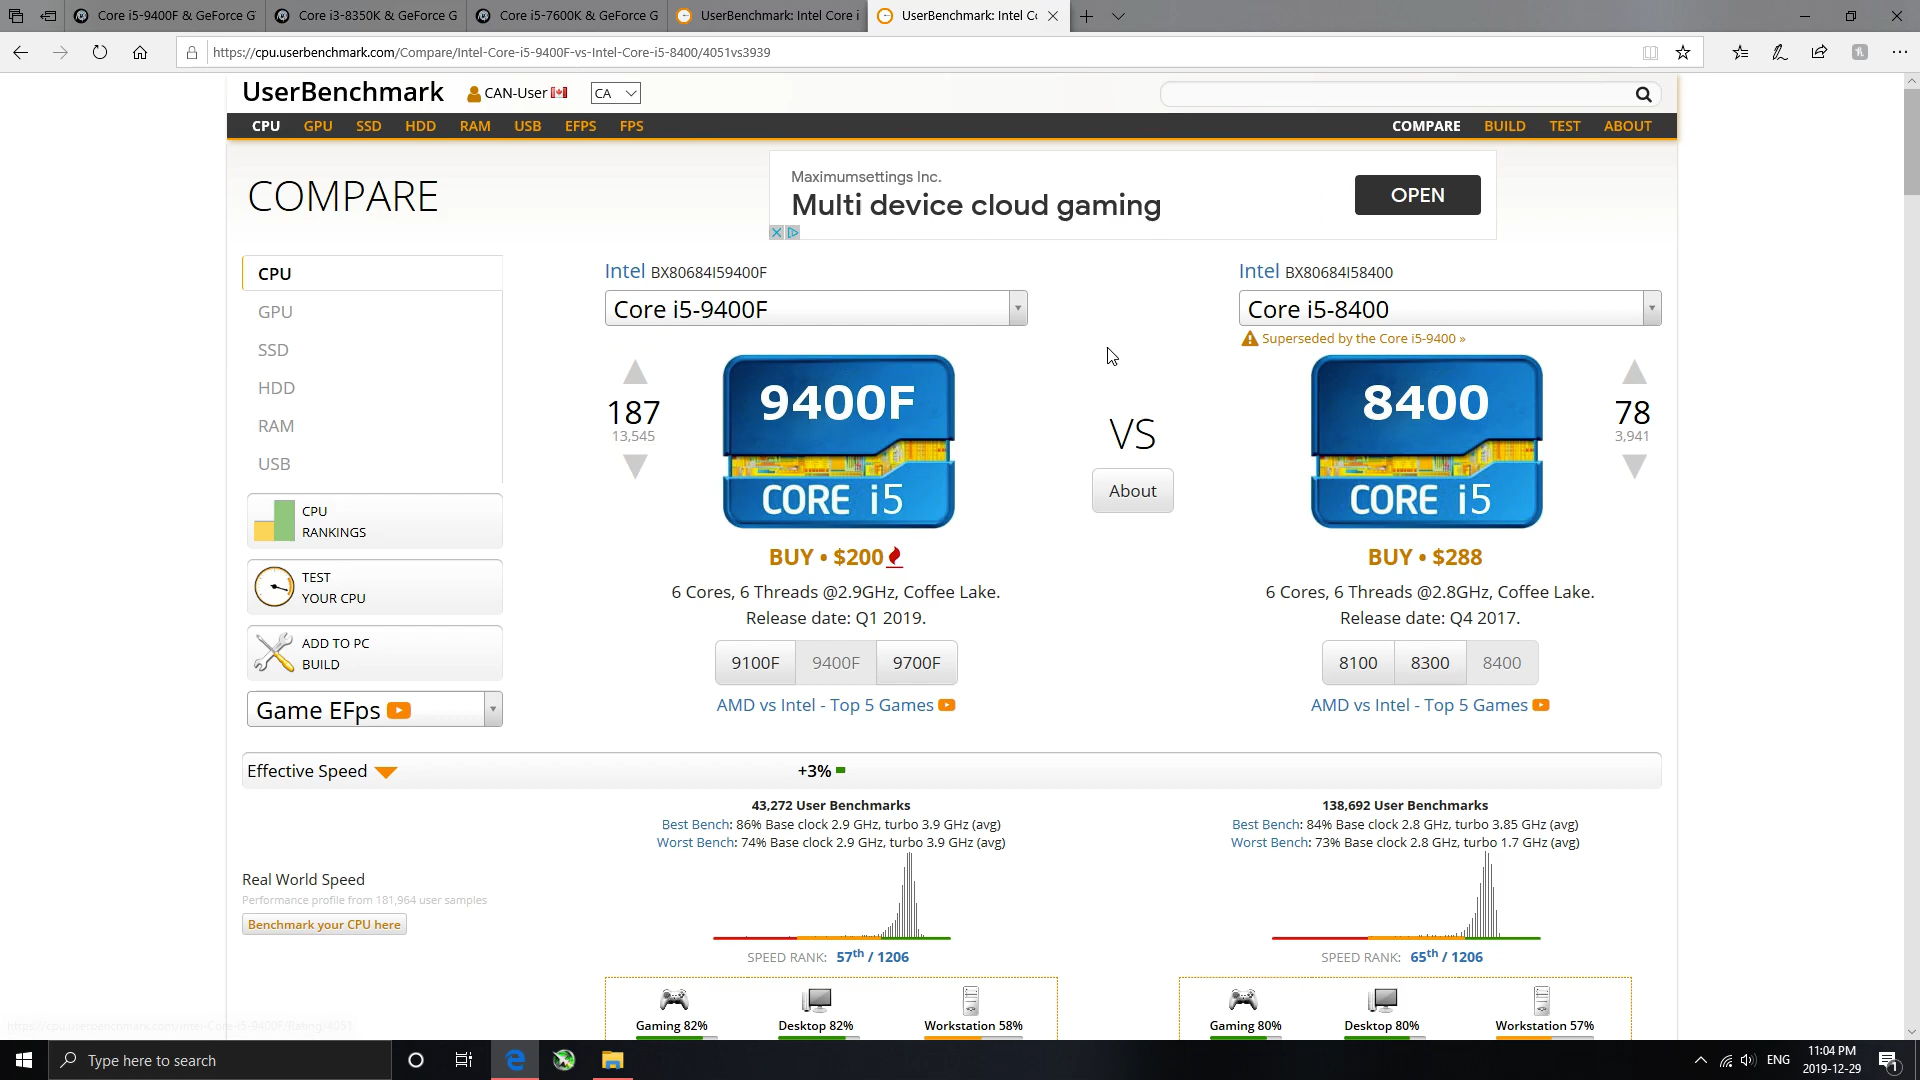 Core i5-9400F & GeForce G
Core i3-8350K & GeForce G
Core i5-7600K & GeForce G
UserBenchmark: Intel Core i
UserBenchmark: Intel Co
https://cpu.userbenchmark.com/Compare/Intel-Core-i5-9400F-vs-Intel-Core-i5-8400/4051vs3939
UserBenchmark
CAN-User
CA
CPU GPU SSD HDD RAM USB EFPS FPS
COMPARE BUILD TEST ABOUT
COMPARE
Maximumsettings Inc.
Multi device cloud gaming
OPEN
CPU
GPU
SSD
HDD
RAM
USB
CPU
RANKINGS
TEST
YOUR CPU
ADD TO PC
BUILD
Game EFps
Intel BX80684I59400F
Core i5-9400F
187
13,545
9400F
CORE i5
BUY • $200
6 Cores, 6 Threads @2.9GHz, Coffee Lake.
Release date: Q1 2019.
9100F 9400F 9700F
AMD vs Intel - Top 5 Games
VS
About
Intel BX80684I58400
Core i5-8400
Superseded by the Core i5-9400 »
78
3,941
8400
CORE i5
BUY • $288
6 Cores, 6 Threads @2.8GHz, Coffee Lake.
Release date: Q4 2017.
8100 8300 8400
AMD vs Intel - Top 5 Games
Effective Speed
+3%
Real World Speed
Performance profile from 181,964 user samples
Benchmark your CPU here
43,272 User Benchmarks
Best Bench: 86% Base clock 2.9 GHz, turbo 3.9 GHz (avg)
Worst Bench: 74% Base clock 2.9 GHz, turbo 3.9 GHz (avg)
SPEED RANK: 57th / 1206
Gaming 82% Desktop 82% Workstation 58%
138,692 User Benchmarks
Best Bench: 84% Base clock 2.8 GHz, turbo 3.85 GHz (avg)
Worst Bench: 73% Base clock 2.8 GHz, turbo 1.7 GHz (avg)
SPEED RANK: 65th / 1206
Gaming 80% Desktop 80% Workstation 57%
https://cpu.userbenchmark.com/Intel-Core-i5-9400F/Rating/4051
Type here to search
ENG
11:04 PM
2019-12-29
1